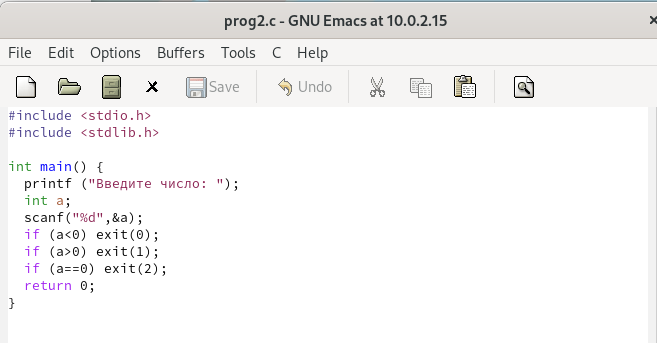 prog2.c - GNU Emacs at 10.0.2.15
File Edit Options Buffers Tools C Help
Save Undo
#include <stdio.h>
#include <stdlib.h>
int main() {
  printf ("Введите число: ");
  int a;
  scanf("%d",&a);
  if (a<0) exit(0);
  if (a>0) exit(1);
  if (a==0) exit(2);
  return 0;
}